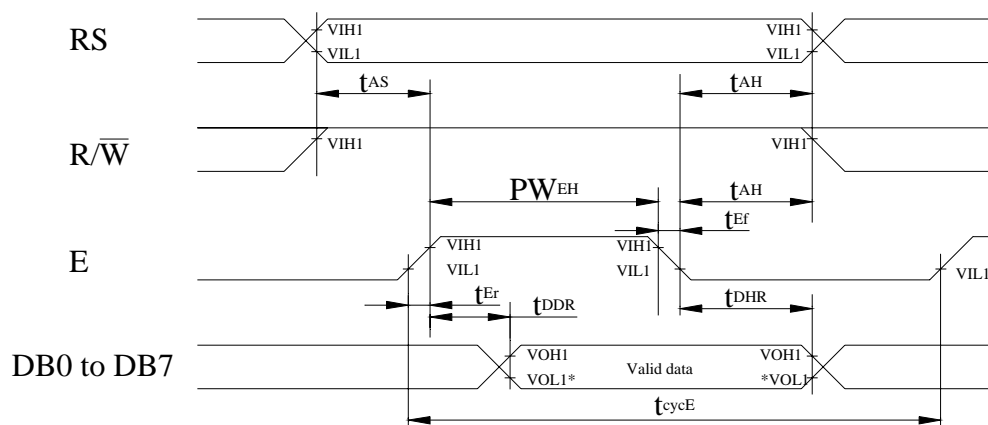 RS
VIH1 VIH1
VIL1 VIL1
tAS tAH
R/W̅
VIH1 VIH1
PWEH tAH
tEf
E
VIH1 VIH1
VIL1 VIL1 VIL1
tEr tDDR tDHR
DB0 to DB7
VOH1 Valid data VOH1
VOL1* *VOL1
tcycE